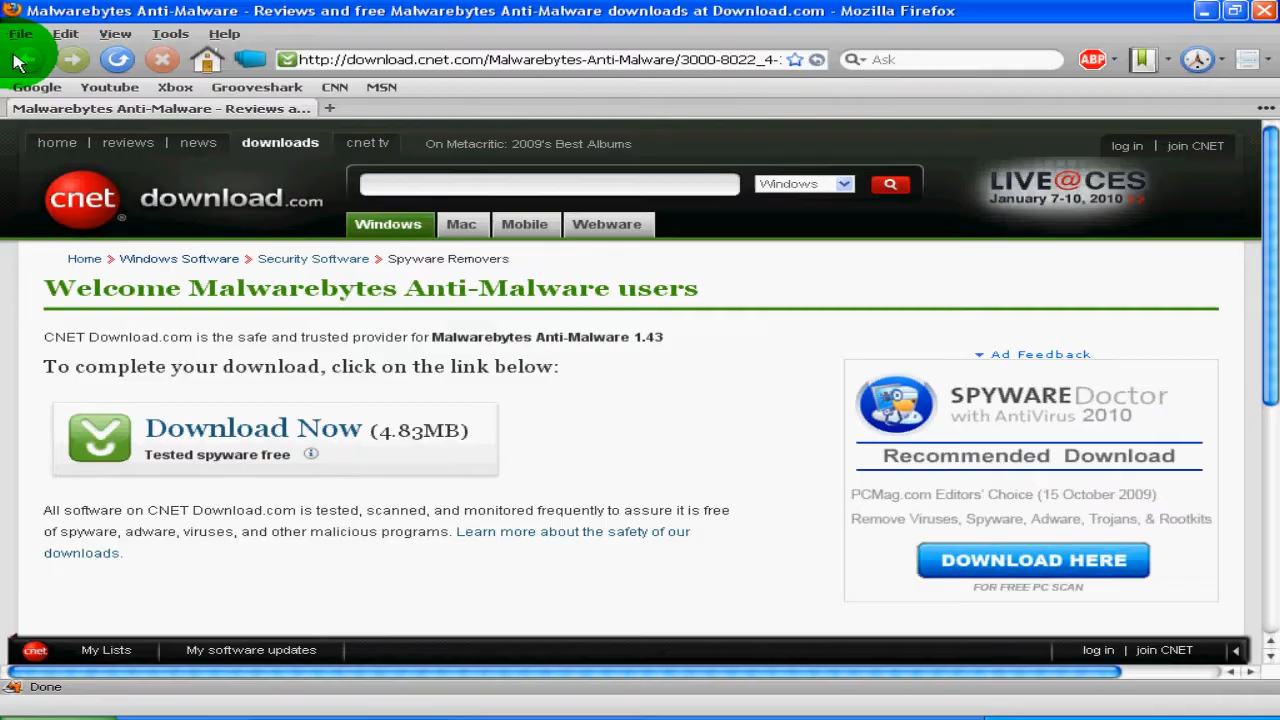 Malwarebytes Anti-Malware - Reviews and free Malwarebytes Anti-Malware downloads at Download.com - Mozilla Firefox
File Edit View Tools Help
http://download.cnet.com/Malwarebytes-Anti-Malware/3000-8022_4- Ask ABP
Google Youtube Xbox Grooveshark CNN MSN
Malwarebytes Anti-Malware - Reviews a... +
home | reviews | news downloads cnet tv On Metacritic: 2009's Best Albums log in | join CNET
cnet download.com Windows LIVE@CES
January 7-10, 2010
Windows Mac Mobile Webware
Home Windows Software Security Software Spyware Removers
Welcome Malwarebytes Anti-Malware users
CNET Download.com is the safe and trusted provider for Malwarebytes Anti-Malware 1.43
To complete your download, click on the link below:
Download Now (4.83MB)
Tested spyware free
All software on CNET Download.com is tested, scanned, and monitored frequently to assure it is free
of spyware, adware, viruses, and other malicious programs. Learn more about the safety of our
downloads.
Ad Feedback
SPYWARE Doctor
with AntiVirus 2010
Recommended Download
PCMag.com Editors' Choice (15 October 2009)
Remove Viruses, Spyware, Adware, Trojans, & Rootkits
DOWNLOAD HERE
FOR FREE PC SCAN
cnet My Lists My software updates log in | join CNET
Done